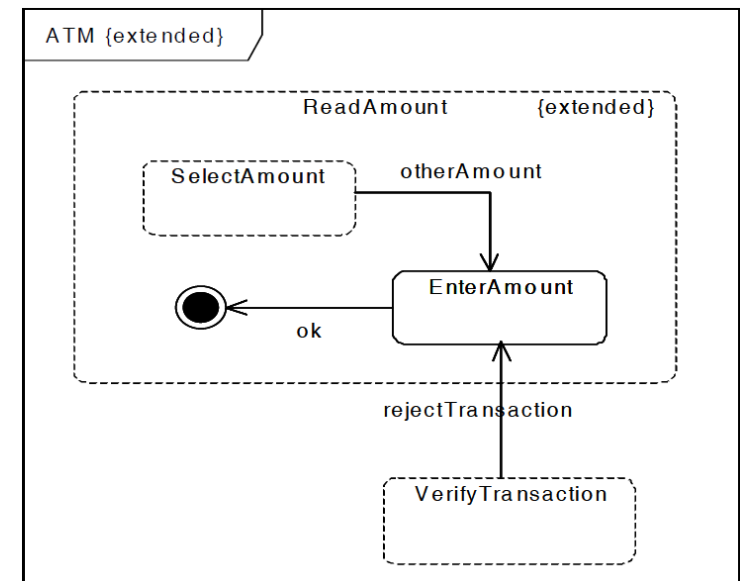 ATM {extended}
ReadAmount {extended}
SelectAmount
otherAmount
EnterAmount
ok
rejectTransaction
VerifyTransaction